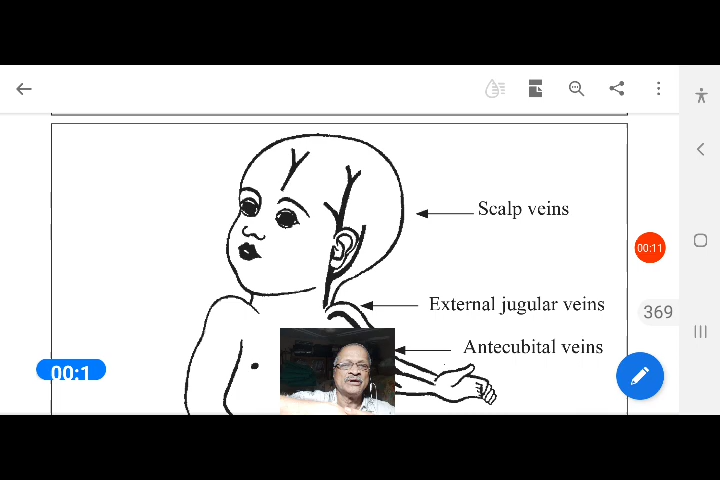 Scalp veins
00:11
External jugular veins
369
Antecubital veins
00:1